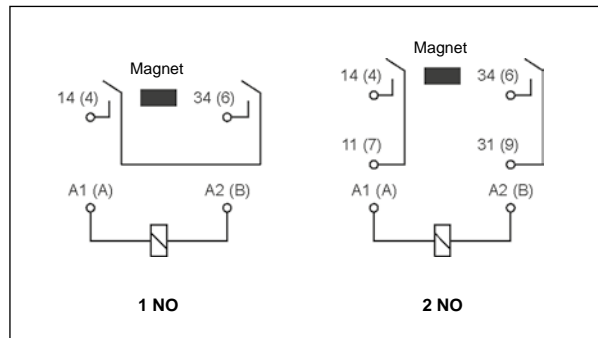 Magnet
14 (4) 34 (6)
A1 (A) A2 (B)
1 NO
Magnet
14 (4) 34 (6)
11 (7) 31 (9)
A1 (A) A2 (B)
2 NO